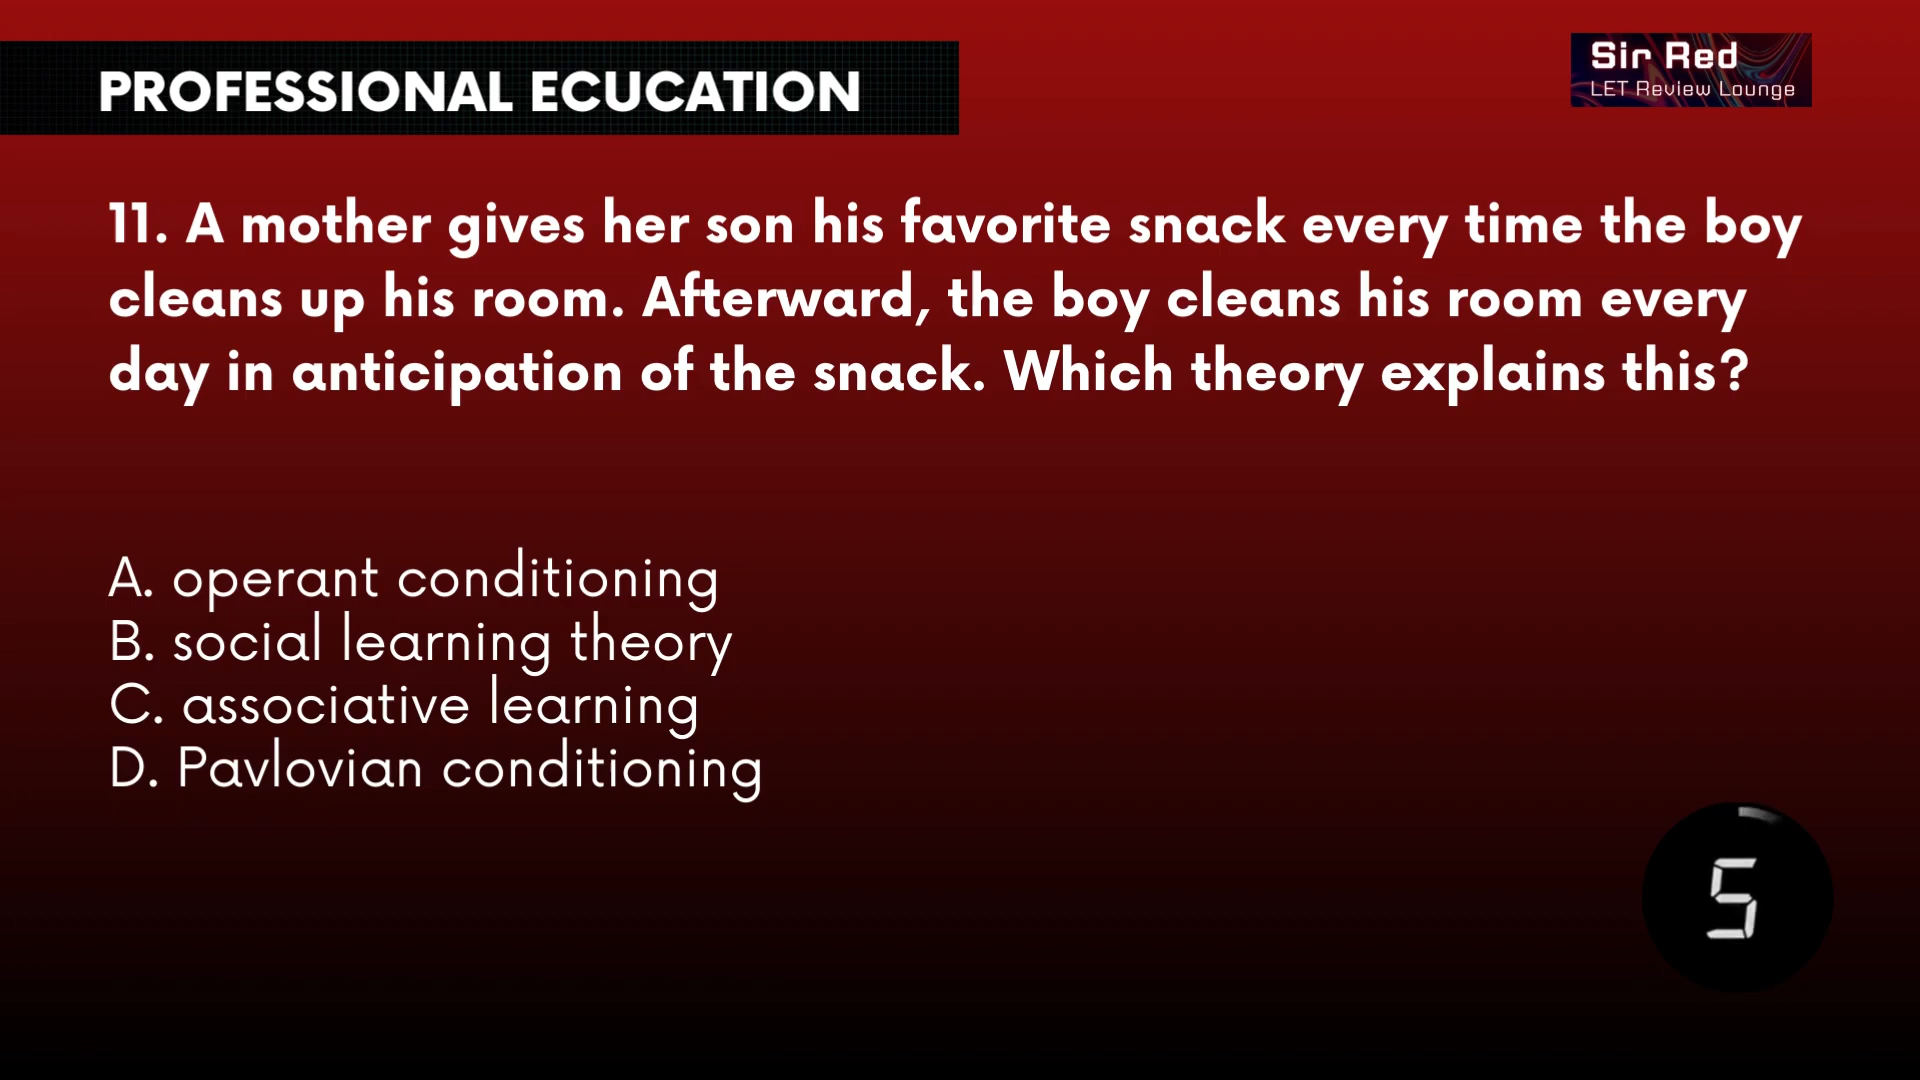 PROFESSIONAL ECUCATION
Sir Red
LET Review Lounge
11. A mother gives her son his favorite snack every time the boy
cleans up his room. Afterward, the boy cleans his room every
day in anticipation of the snack. Which theory explains this?
A. operant conditioning
B. social learning theory
C. associative learning
D. Pavlovian conditioning
5